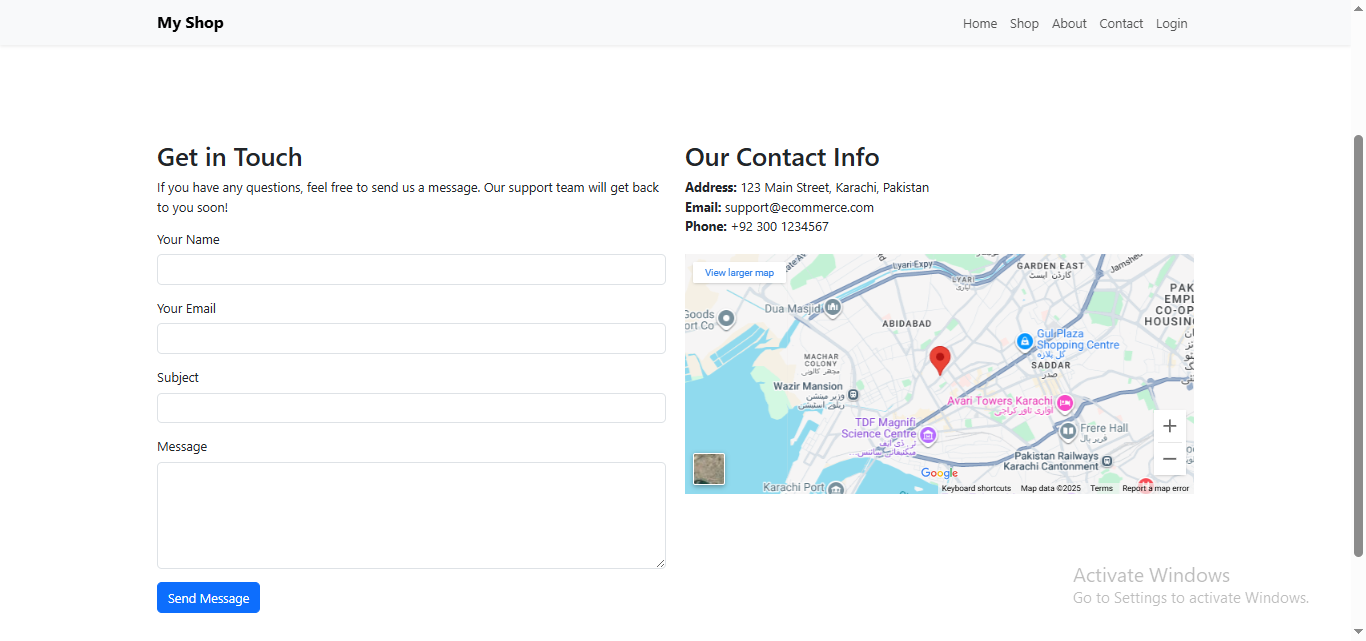 My Shop
Home Shop About Contact Login
Get in Touch
If you have any questions, feel free to send us a message. Our support team will get back
to you soon!
Your Name
Your Email
Subject
Message
Send Message
Our Contact Info
Address: 123 Main Street, Karachi, Pakistan
Email: support@ecommerce.com
Phone: +92 300 1234567
View larger map
Lyari Expy
GARDEN EAST
گارڈن ایسٹ
Jamshed
LYARI
لیاری
PAK
EMPL
CO-OP
HOUSIN
Goods
ort Co
Dua Masjid
ABIDABAD
Gul Plaza
Shopping Centre
گل پلازہ
MACHAR
COLONY
مچھر کالونی
SADDAR
صدر
Wazir Mansion
وزیر مینشن
ریلوے اسٹیشن
Avari Towers Karachi
آواری ٹاور کراچی
TDF Magnifi
Science Centre
ٹی ڈی ایف
میگنیفائی سائنس
Frere Hall
فریر ہال
Pakistan Railways
Karachi Cantonment
Karachi Port
Google
Keyboard shortcuts Map data ©2025 Terms Report a map error
Activate Windows
Go to Settings to activate Windows.